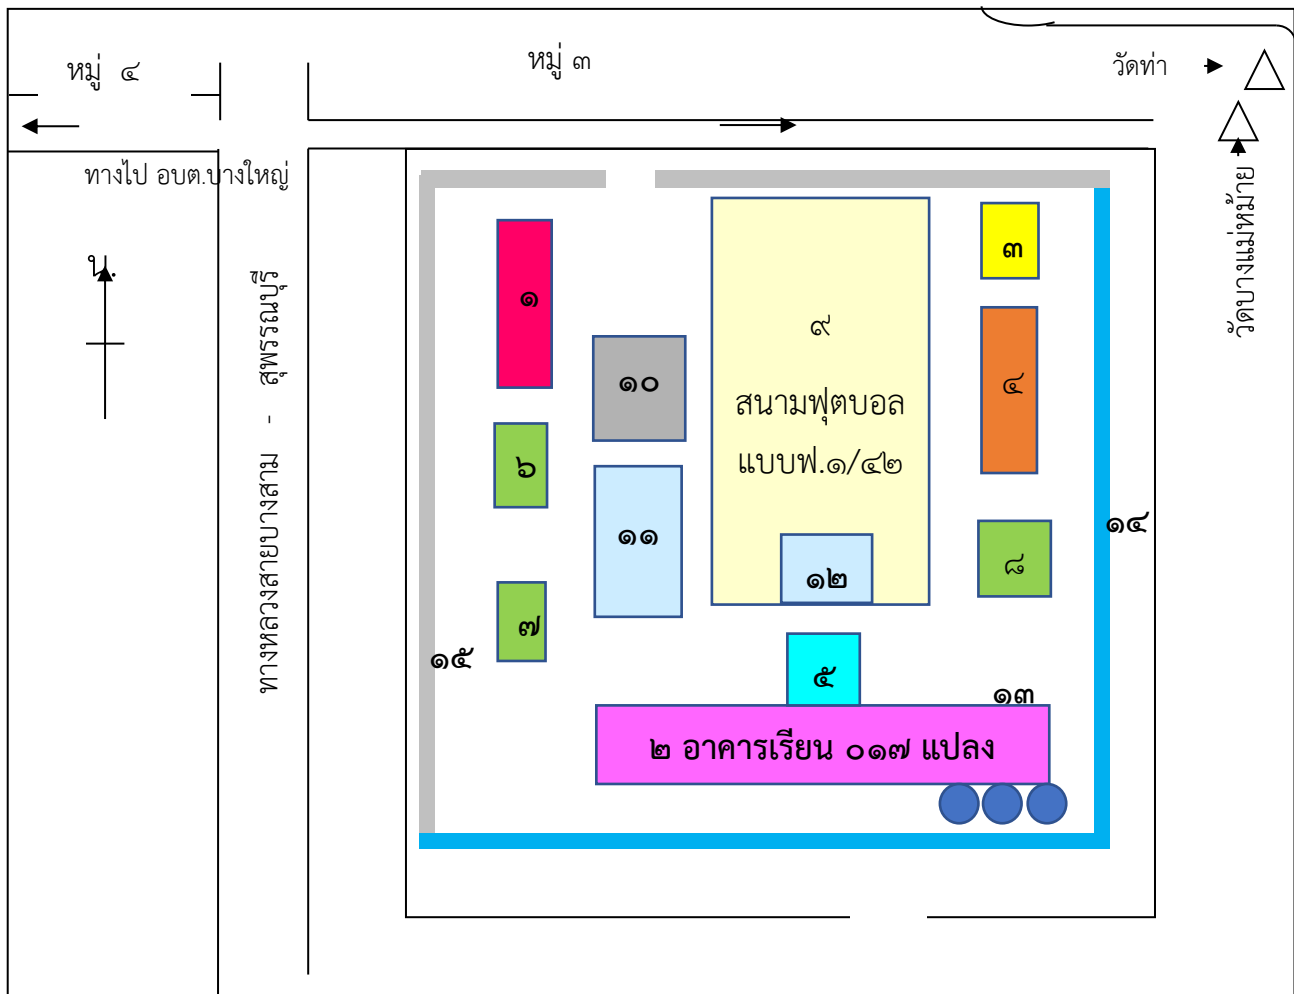 หมู่ ๔
หมู่ ๓
วัดท่า
ทางไป อบต.บางใหญ่
วัดบางแม่หม้าย
น.
ทางหลวงสายบางสาม - สุพรรณบุรี
๑
๓
๑๐
๙
สนามฟุตบอล
แบบฟ.๑/๔๒
๔
๖
๑๑
๑๒
๘
๑๔
๗
๑๕
๕
๑๓
๒ อาคารเรียน ๐๑๗ แปลง